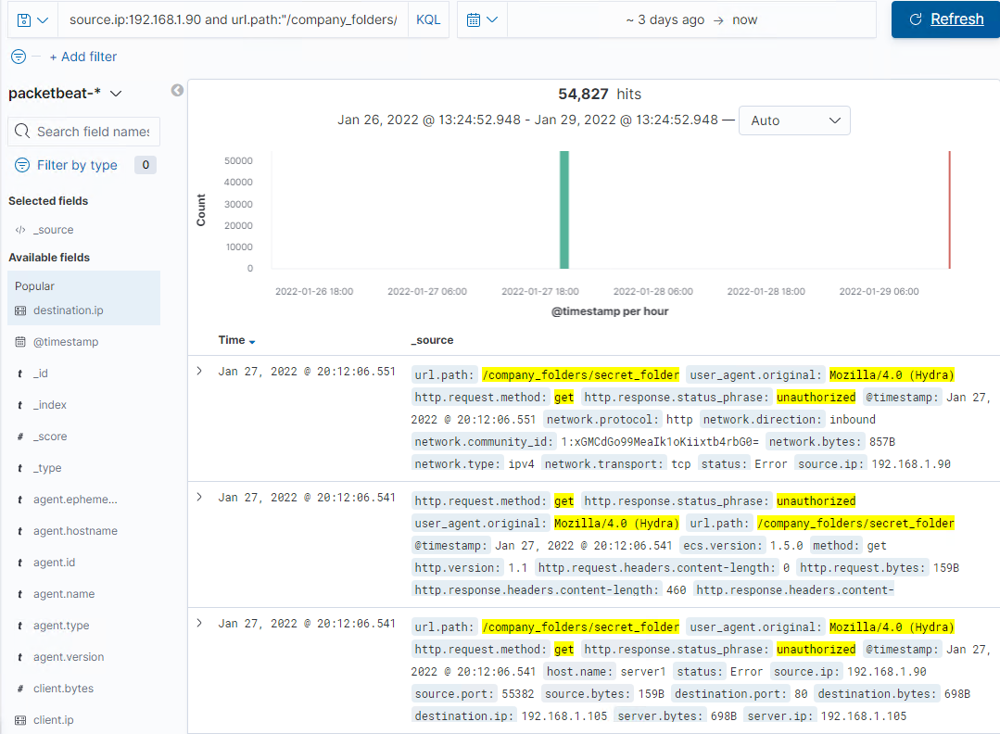 source.ip:192.168.1.90 and url.path:"/company_folders/ KQL ~ 3 days ago → now Refresh
+ Add filter
packetbeat-*
54,827 hits
Jan 26, 2022 @ 13:24:52.948 - Jan 29, 2022 @ 13:24:52.948 — Auto
Search field names
Filter by type 0
Selected fields
_source
Available fields
Popular
destination.ip
@timestamp
t _id
t _index
# _score
t _type
t agent.epheme...
t agent.hostname
t agent.id
t agent.name
t agent.type
t agent.version
# client.bytes
client.ip
Count
50000
40000
30000
20000
10000
0
2022-01-26 18:00 2022-01-27 06:00 2022-01-27 18:00 2022-01-28 06:00 2022-01-28 18:00 2022-01-29 06:00
@timestamp per hour
Time _source
Jan 27, 2022 @ 20:12:06.551 url.path: /company_folders/secret_folder user_agent.original: Mozilla/4.0 (Hydra)
http.request.method: get http.response.status_phrase: unauthorized @timestamp: Jan 27,
2022 @ 20:12:06.551 network.protocol: http network.direction: inbound
network.community_id: 1:xGMCdGo99MeaIk1oKiixtb4rbG0= network.bytes: 857B
network.type: ipv4 network.transport: tcp status: Error source.ip: 192.168.1.90
Jan 27, 2022 @ 20:12:06.541 http.request.method: get http.response.status_phrase: unauthorized
user_agent.original: Mozilla/4.0 (Hydra) url.path: /company_folders/secret_folder
@timestamp: Jan 27, 2022 @ 20:12:06.541 ecs.version: 1.5.0 method: get
http.version: 1.1 http.request.headers.content-length: 0 http.request.bytes: 159B
http.response.headers.content-length: 460 http.response.headers.content-
Jan 27, 2022 @ 20:12:06.541 url.path: /company_folders/secret_folder user_agent.original: Mozilla/4.0 (Hydra)
http.request.method: get http.response.status_phrase: unauthorized @timestamp: Jan 27,
2022 @ 20:12:06.541 host.name: server1 status: Error source.ip: 192.168.1.90
source.port: 55382 source.bytes: 159B destination.port: 80 destination.bytes: 698B
destination.ip: 192.168.1.105 server.bytes: 698B server.ip: 192.168.1.105